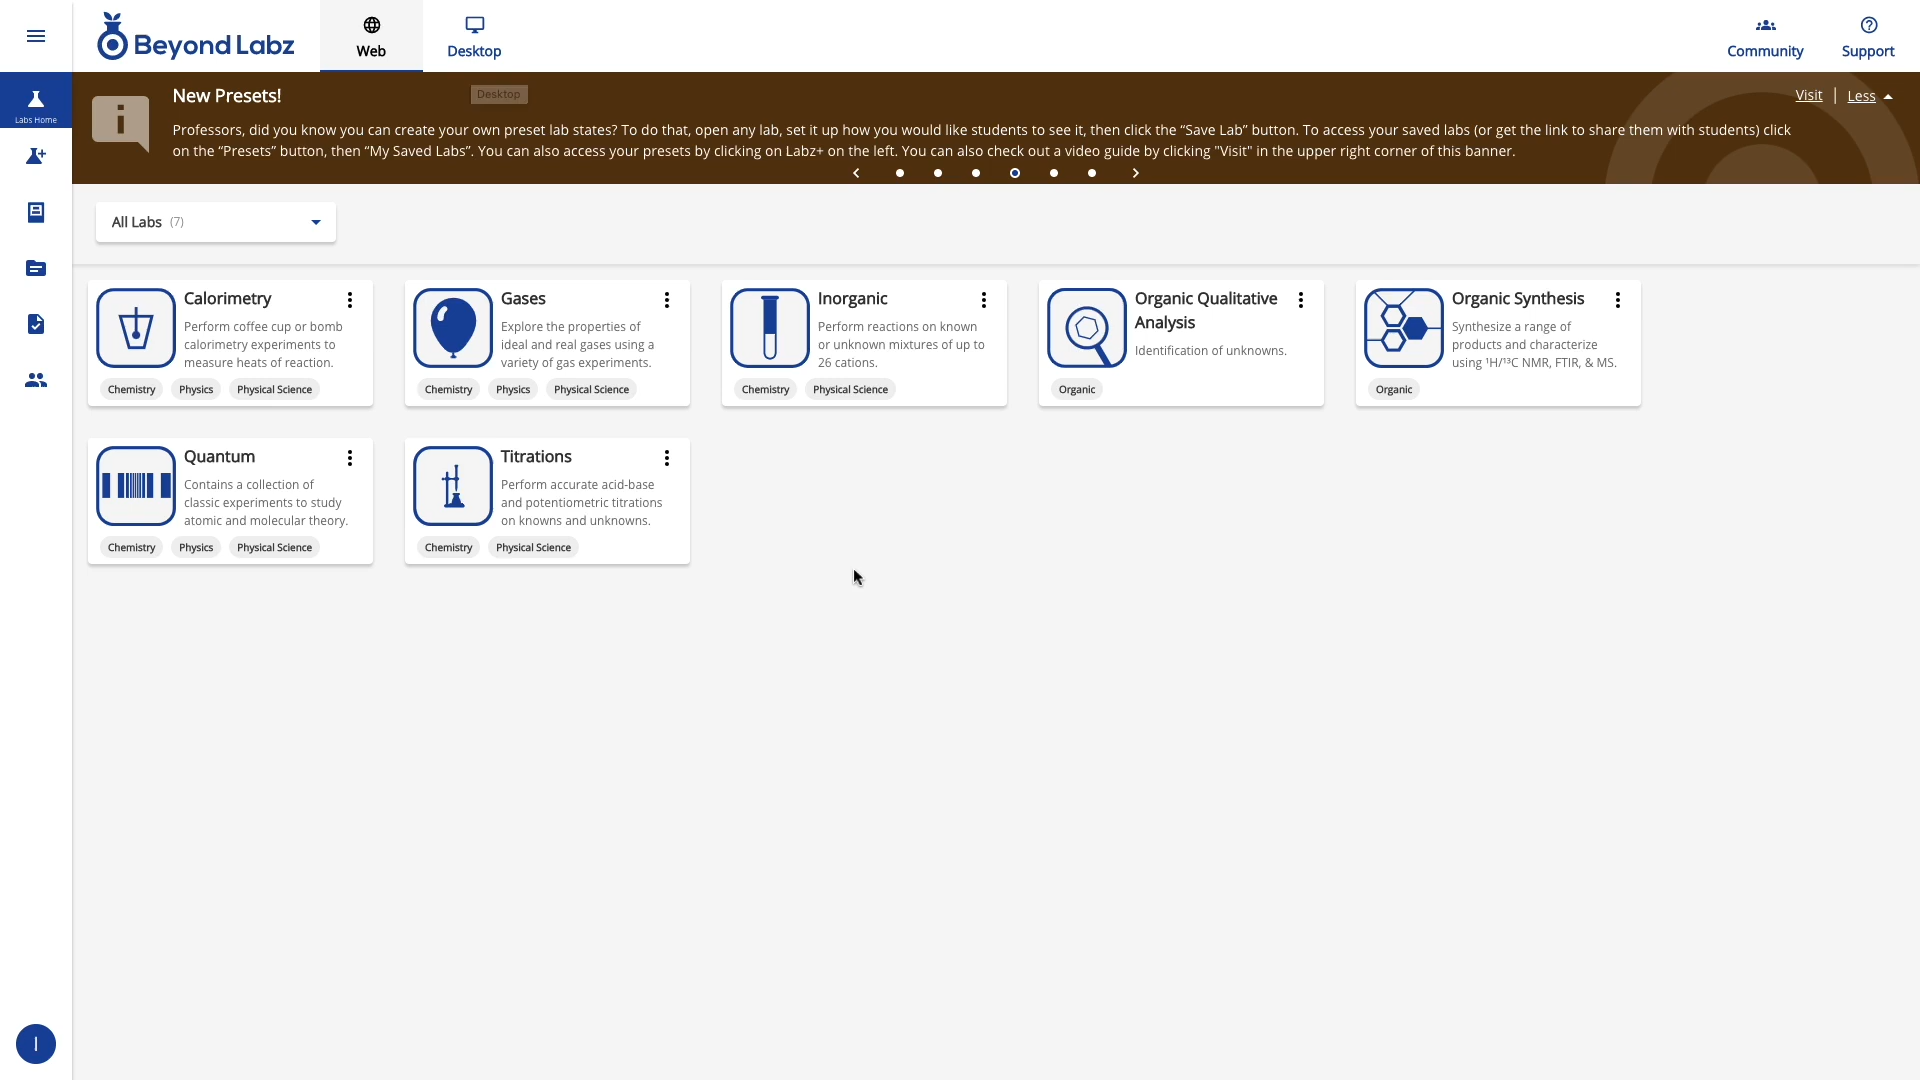 Beyond Labz
Web
Desktop
Community
Support
Labs Home
New Presets!
Desktop
Visit | Less
Professors, did you know you can create your own preset lab states? To do that, open any lab, set it up how you would like students to see it, then click the “Save Lab” button. To access your saved labs (or get the link to share them with students) click
on the “Presets” button, then “My Saved Labs”. You can also access your presets by clicking on Labz+ on the left. You can also check out a video guide by clicking "Visit" in the upper right corner of this banner.
All Labs (7)
Calorimetry
Perform coffee cup or bomb
calorimetry experiments to
measure heats of reaction.
Chemistry Physics Physical Science
Gases
Explore the properties of
ideal and real gases using a
variety of gas experiments.
Chemistry Physics Physical Science
Inorganic
Perform reactions on known
or unknown mixtures of up to
26 cations.
Chemistry Physical Science
Organic Qualitative
Analysis
Identification of unknowns.
Organic
Organic Synthesis
Synthesize a range of
products and characterize
using ¹H/¹³C NMR, FTIR, & MS.
Organic
Quantum
Contains a collection of
classic experiments to study
atomic and molecular theory.
Chemistry Physics Physical Science
Titrations
Perform accurate acid-base
and potentiometric titrations
on knowns and unknowns.
Chemistry Physical Science
I